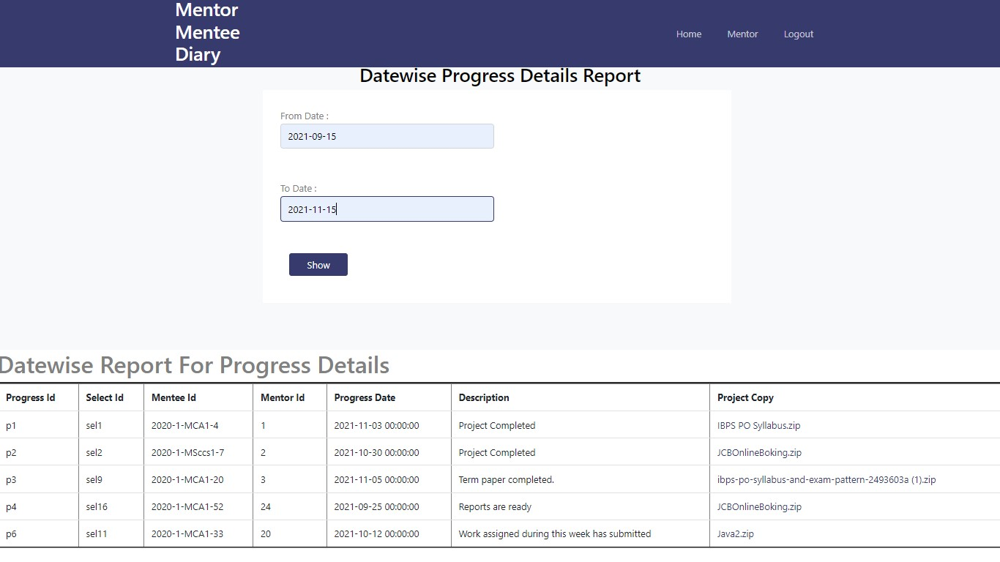 Mentor
Mentee
Diary
Home Mentor Logout
Datewise Progress Details Report
From Date :
2021-09-15
To Date :
2021-11-15
Show
Datewise Report For Progress Details
Progress Id Select Id Mentee Id Mentor Id Progress Date Description Project Copy
p1 sel1 2020-1-MCA1-4 1 2021-11-03 00:00:00 Project Completed IBPS PO Syllabus.zip
p2 sel2 2020-1-MSccs1-7 2 2021-10-30 00:00:00 Project Completed JCBOnlineBoking.zip
p3 sel9 2020-1-MCA1-20 3 2021-11-05 00:00:00 Term paper completed. ibps-po-syllabus-and-exam-pattern-2493603a (1).zip
p4 sel16 2020-1-MCA1-52 24 2021-09-25 00:00:00 Reports are ready JCBOnlineBoking.zip
p6 sel11 2020-1-MCA1-33 20 2021-10-12 00:00:00 Work assigned during this week has submitted Java2.zip